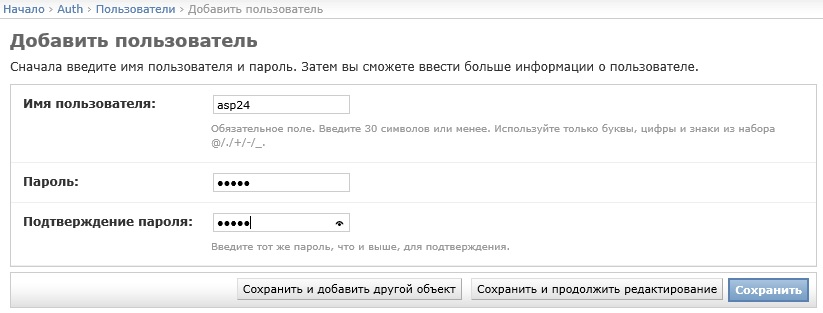 Начало › Auth › Пользователи › Добавить пользователь
Добавить пользователь
Сначала введите имя пользователя и пароль. Затем вы сможете ввести больше информации о пользователе.
Имя пользователя: asp24
Обязательное поле. Введите 30 символов или менее. Используйте только буквы, цифры и знаки из набора
@/./+/-/_.
Пароль: •••••
Подтверждение пароля: •••••
Введите тот же пароль, что и выше, для подтверждения.
Сохранить и добавить другой объект Сохранить и продолжить редактирование Сохранить